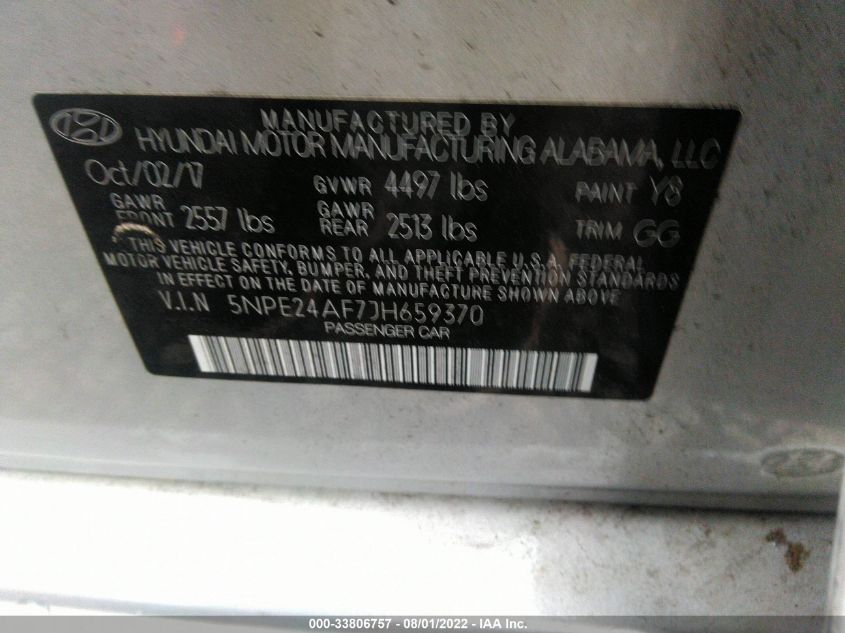 MANUFACTURED BY
HYUNDAI MOTOR MANUFACTURING ALABAMA, LLC
Oct/02/17 GVWR 4497 lbs PAINT Y8
GAWR FRONT 2557 lbs GAWR REAR 2513 lbs TRIM GG
THIS VEHICLE CONFORMS TO ALL APPLICABLE U.S.A. FEDERAL
MOTOR VEHICLE SAFETY, BUMPER, AND THEFT PREVENTION STANDARDS
IN EFFECT ON THE DATE OF MANUFACTURE SHOWN ABOVE
V.I.N 5NPE24AF7JH659370
PASSENGER CAR
000-33806757 - 08/01/2022 - IAA Inc.